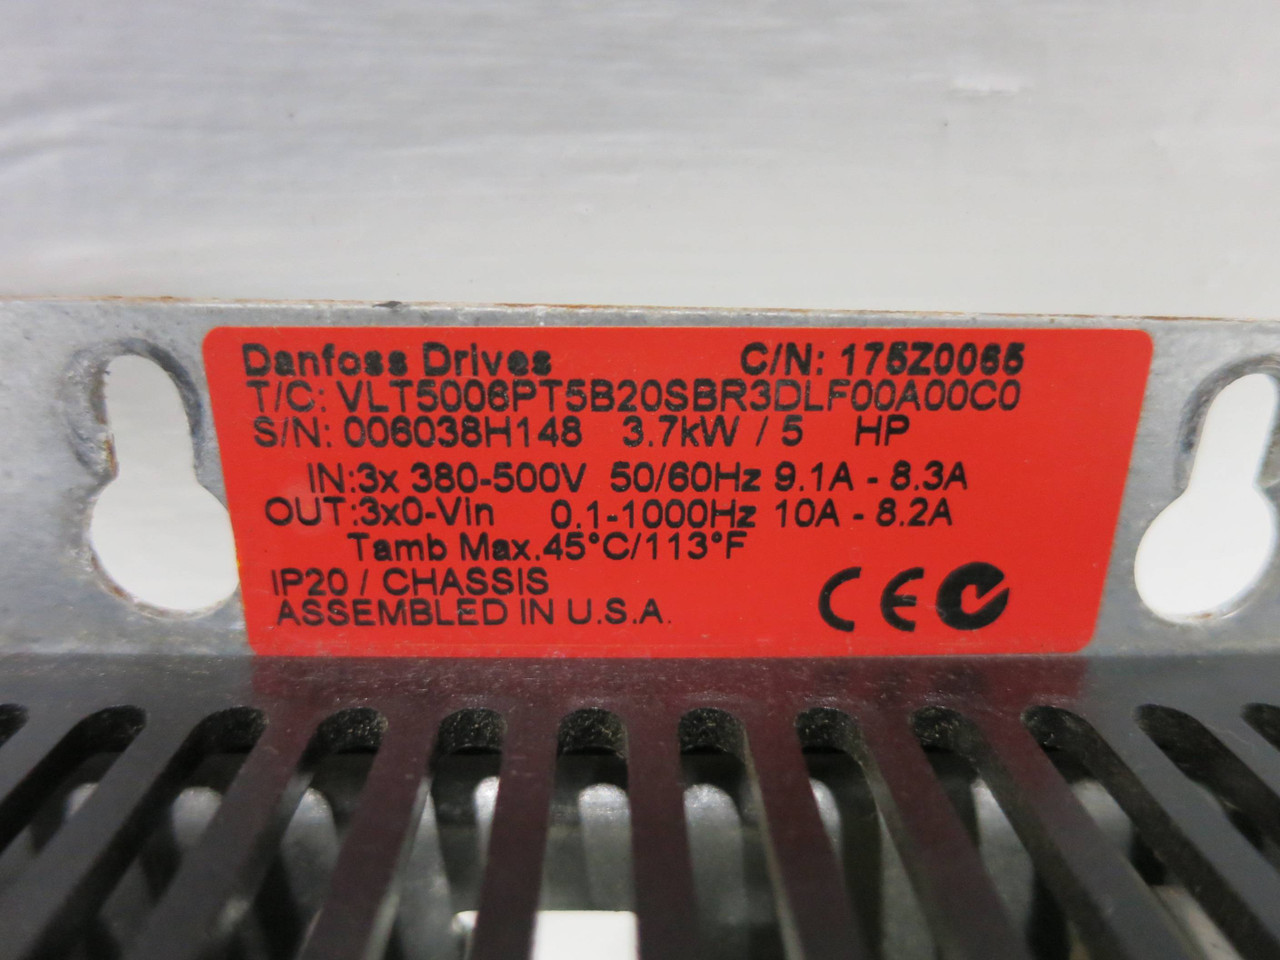 Danfoss Drives C/N: 175Z0065
T/C: VLT5006PT5B20SBR3DLF00A00C0
S/N: 006038H148 3.7kW / 5 HP
IN:3x 380-500V 50/60Hz 9.1A - 8.3A
OUT:3x0-Vin 0.1-1000Hz 10A - 8.2A
Tamb Max.45°C/113°F
IP20 / CHASSIS
ASSEMBLED IN U.S.A.
CE